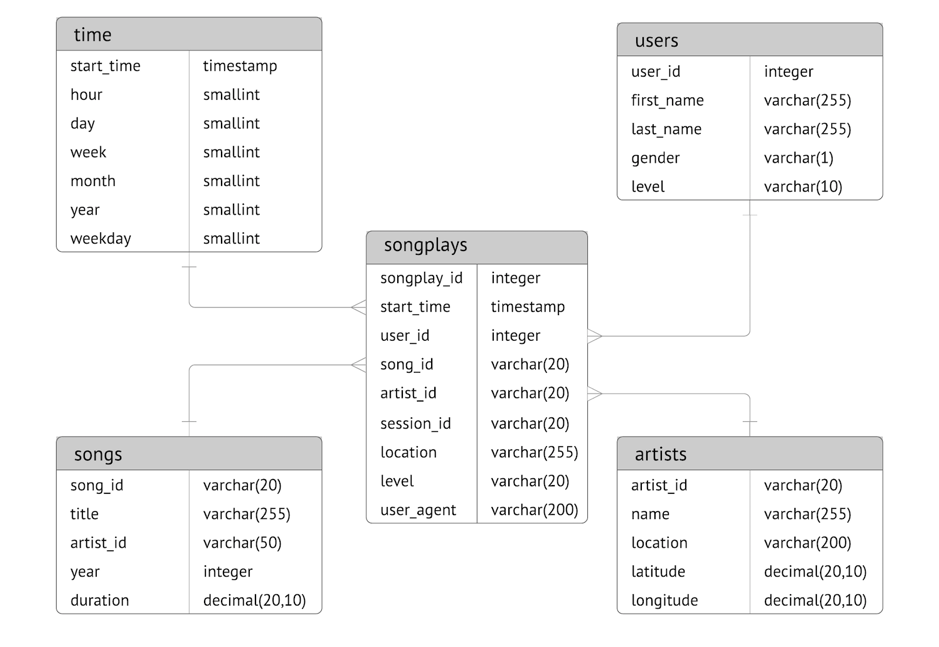 time
start_time timestamp
hour smallint
day smallint
week smallint
month smallint
year smallint
weekday smallint
users
user_id integer
first_name varchar(255)
last_name varchar(255)
gender varchar(1)
level varchar(10)
songplays
songplay_id integer
start_time timestamp
user_id integer
song_id varchar(20)
artist_id varchar(20)
session_id varchar(20)
location varchar(255)
level varchar(20)
user_agent varchar(200)
songs
song_id varchar(20)
title varchar(255)
artist_id varchar(50)
year integer
duration decimal(20,10)
artists
artist_id varchar(20)
name varchar(255)
location varchar(200)
latitude decimal(20,10)
longitude decimal(20,10)